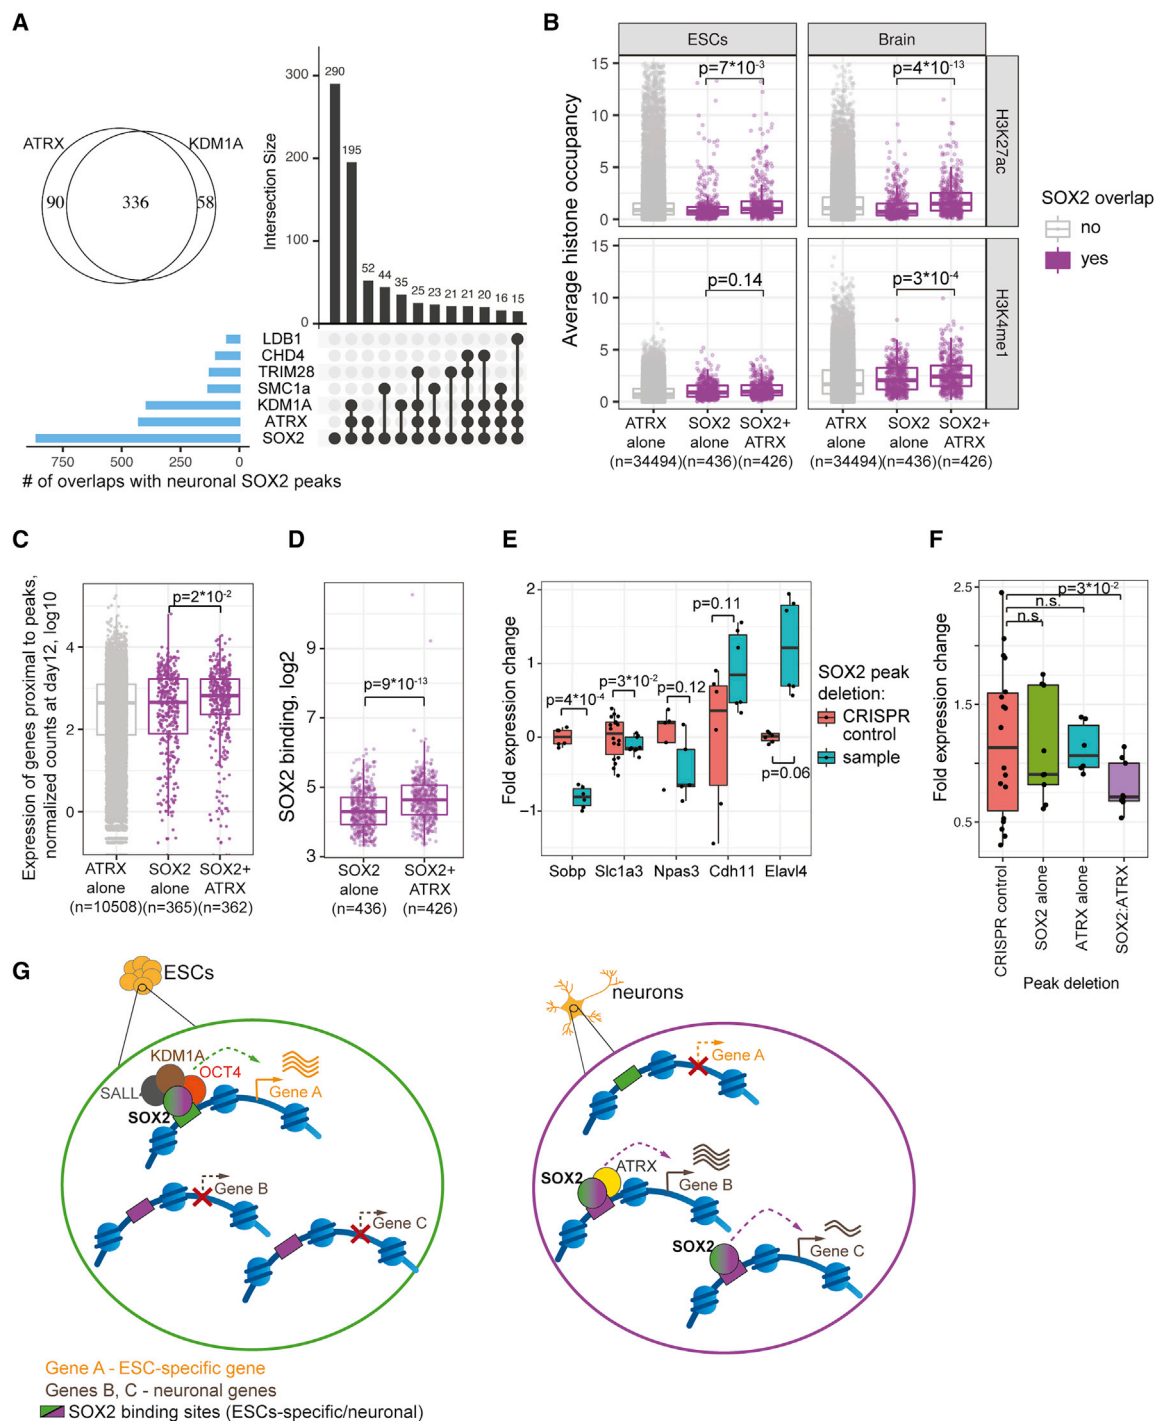 A
ATRX
KDM1A
90
336
58
Intersection Size
300
200
100
0
290
195
52
44
35
25
23
21
21
20
16
15
LDB1
CHD4
TRIM28
SMC1a
KDM1A
ATRX
SOX2
750
500
250
0
# of overlaps with neuronal SOX2 peaks
B
ESCs
Brain
Average histone occupancy
15
10
5
0
p=7*10-3
p=4*10-13
H3K27ac
15
10
5
0
p=0.14
p=3*10-4
H3K4me1
ATRX alone (n=34494)
SOX2 alone (n=436)
SOX2+ ATRX (n=426)
ATRX alone (n=34494)
SOX2 alone (n=436)
SOX2+ ATRX (n=426)
SOX2 overlap
no
yes
C
Expression of genes proximal to peaks,
normalized counts at day12, log10
4
2
0
p=2*10-2
ATRX alone (n=10508)
SOX2 alone (n=365)
SOX2+ ATRX (n=362)
D
SOX2 binding, log2
9
7
5
3
p=9*10-13
SOX2 alone (n=436)
SOX2+ ATRX (n=426)
E
Fold expression change
2
1
0
−1
p=4*10-4
p=3*10-2
p=0.12
p=0.11
p=0.06
Sobp
Slc1a3
Npas3
Cdh11
Elavl4
SOX2 peak
deletion:
CRISPR
control
sample
F
Fold expression change
2.5
1.5
0.5
p=3*10-2
n.s.
n.s.
CRISPR control
SOX2 alone
ATRX alone
SOX2:ATRX
Peak deletion
G
ESCs
KDM1A
OCT4
SALL
SOX2
Gene A
Gene B
Gene C
neurons
Gene A
SOX2
ATRX
Gene B
SOX2
Gene C
Gene A - ESC-specific gene
Genes B, C - neuronal genes
SOX2 binding sites (ESCs-specific/neuronal)